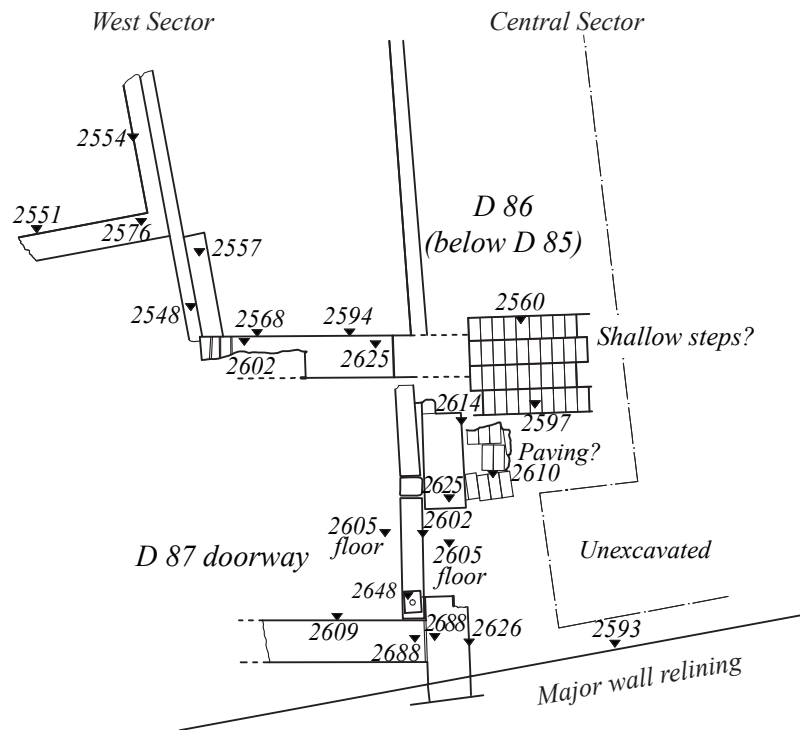 West Sector
Central Sector
2554
2551
2576
2557
D 86
(below D 85)
2548
2568
2594
2560
2602
2625
Shallow steps?
2614
2597
Paving?
2610
2625
2605
floor
2602
2605
floor
D 87 doorway
Unexcavated
2648
2609
2688
2688
2626
2593
Major wall relining